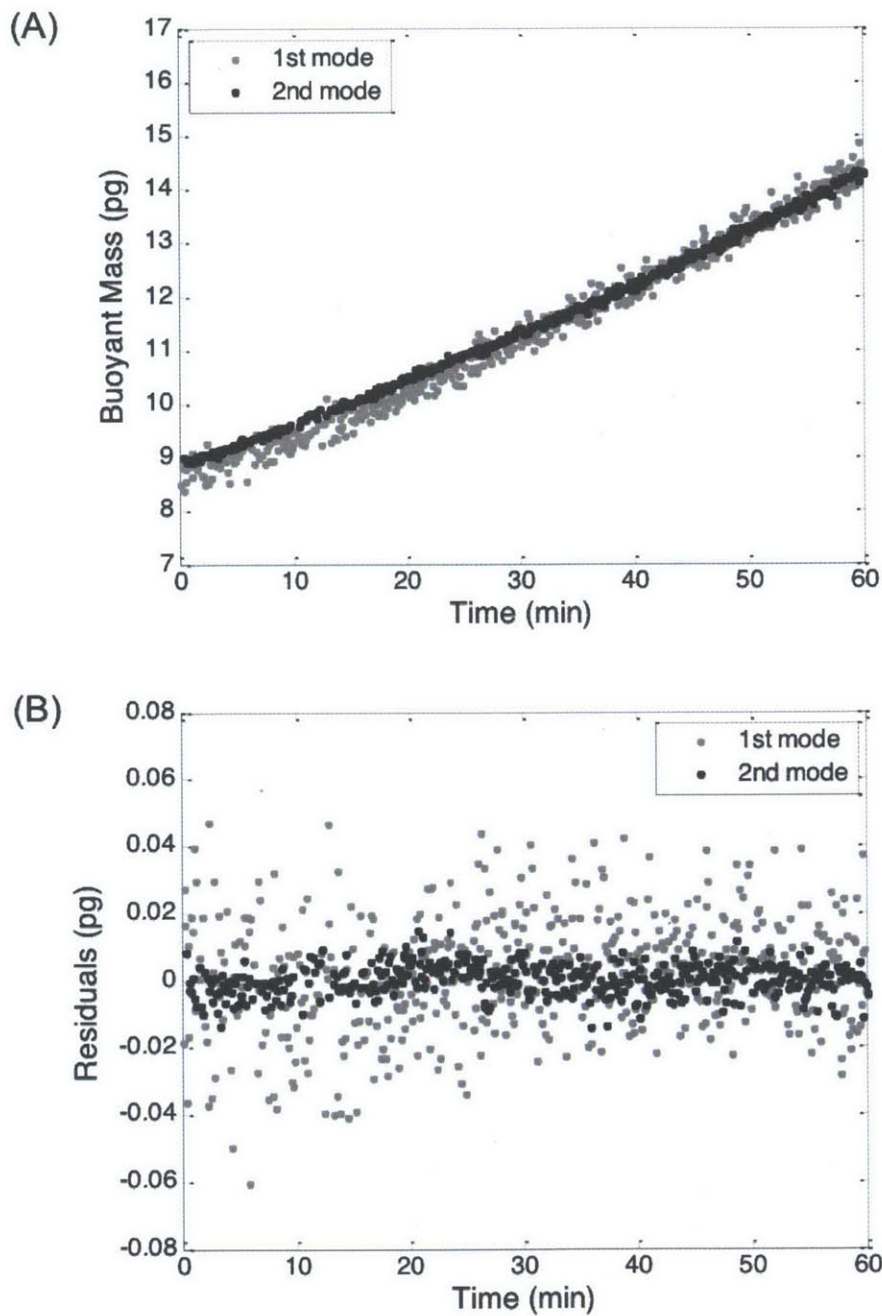 (A)
17
16
15
14
13
12
11
10
9
8
7
Buoyant Mass (pg)
1st mode
2nd mode
0 10 20 30 40 50 60
Time (min)
(B)
0.08
0.06
0.04
0.02
0
-0.02
-0.04
-0.06
-0.08
Residuals (pg)
1st mode
2nd mode
0 10 20 30 40 50 60
Time (min)